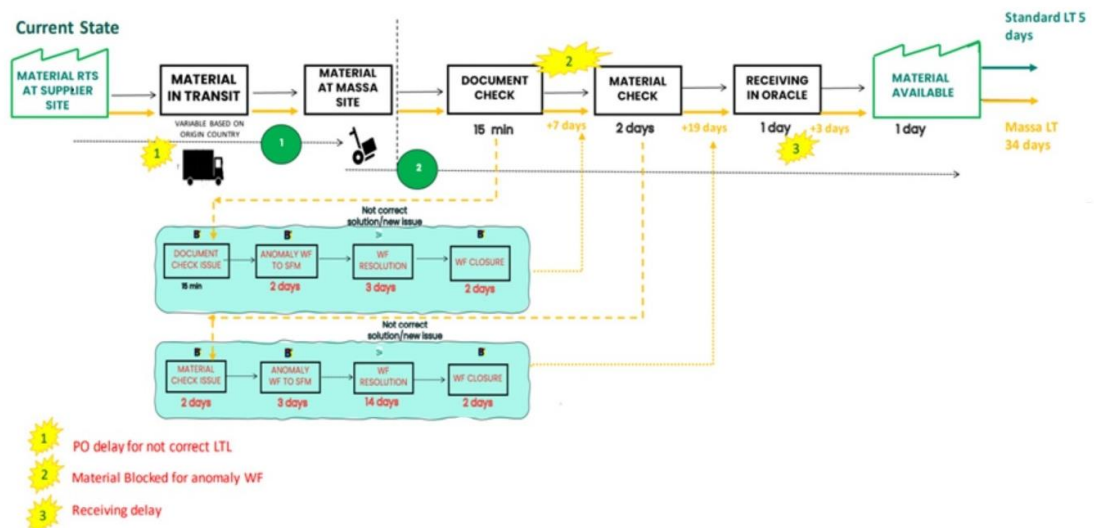 Current State
Standard LT 5
days
MATERIAL RTS
AT SUPPLIER
SITE
MATERIAL
IN TRANSIT
MATERIAL
AT MASSA
SITE
DOCUMENT
CHECK
2
MATERIAL
CHECK
RECEIVING
IN ORACLE
MATERIAL
AVAILABLE
VARIABLE BASED ON
ORIGIN COUNTRY
15 min
+7 days
2 days
+19 days
1 day
+3 days
1 day
Massa LT
34 days
1
1
2
3
Not correct
solution/new issue
DOCUMENT
CHECK ISSUE
ANOMALY WF
TO SFM
WF
RESOLUTION
WF CLOSURE
15 min
2 days
3 days
2 days
Not correct
solution/new issue
MATERIAL
CHECK ISSUE
ANOMALY
WF TO SFM
WF
RESOLUTION
WF CLOSURE
2 days
3 days
14 days
2 days
1 PO delay for not correct LTL
2 Material Blocked for anomaly WF
3 Receiving delay